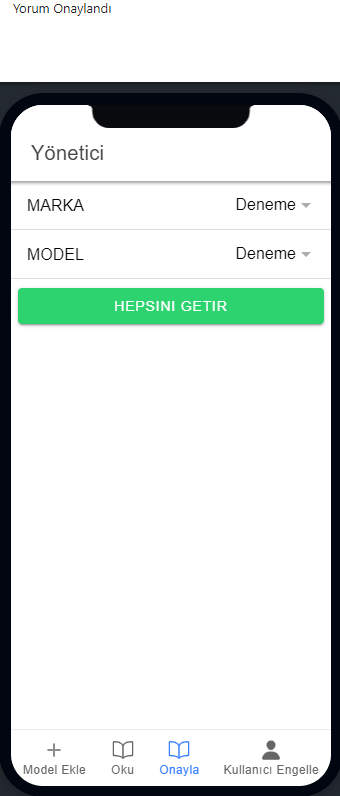 Yorum Onaylandı
Yönetici
MARKA Deneme
MODEL Deneme
HEPSINI GETIR
Model Ekle Oku Onayla Kullanıcı Engelle